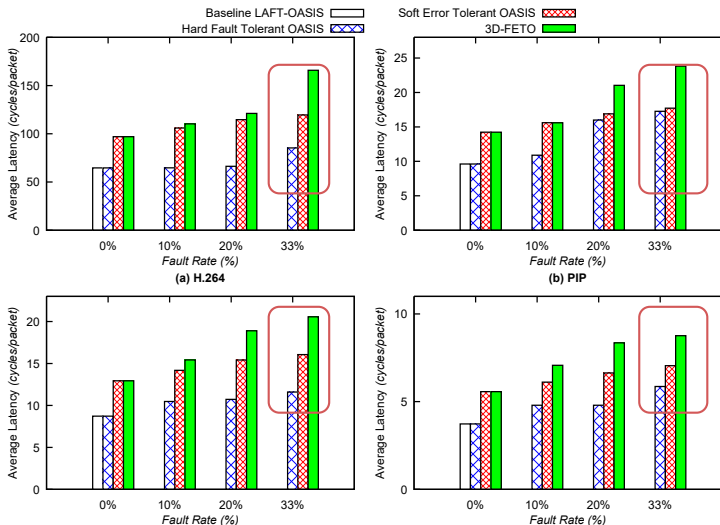 Baseline LAFT-OASIS
Soft Error Tolerant OASIS
Hard Fault Tolerant OASIS
3D-FETO
Average Latency (cycles/packet)
200
150
100
50
0
0% 10% 20% 33%
Fault Rate (%)
(a) H.264
Average Latency (cycles/packet)
25
20
15
10
5
0
0% 10% 20% 33%
Fault Rate (%)
(b) PIP
Average Latency (cycles/packet)
20
15
10
5
0
0% 10% 20% 33%
Fault Rate (%)
Average Latency (cycles/packet)
10
5
0
0% 10% 20% 33%
Fault Rate (%)